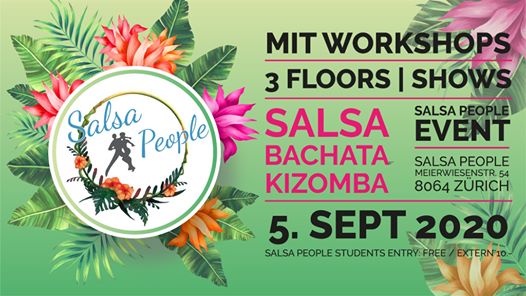 Salsa
People
MIT WORKSHOPS
3 FLOORS | SHOWS
SALSA
BACHATA
KIZOMBA
SALSA PEOPLE
EVENT
SALSA PEOPLE
MEIERWIESENSTR. 54
8064 ZÜRICH
5. SEPT 2020
SALSA PEOPLE STUDENTS ENTRY: FREE / EXTERN 10.-